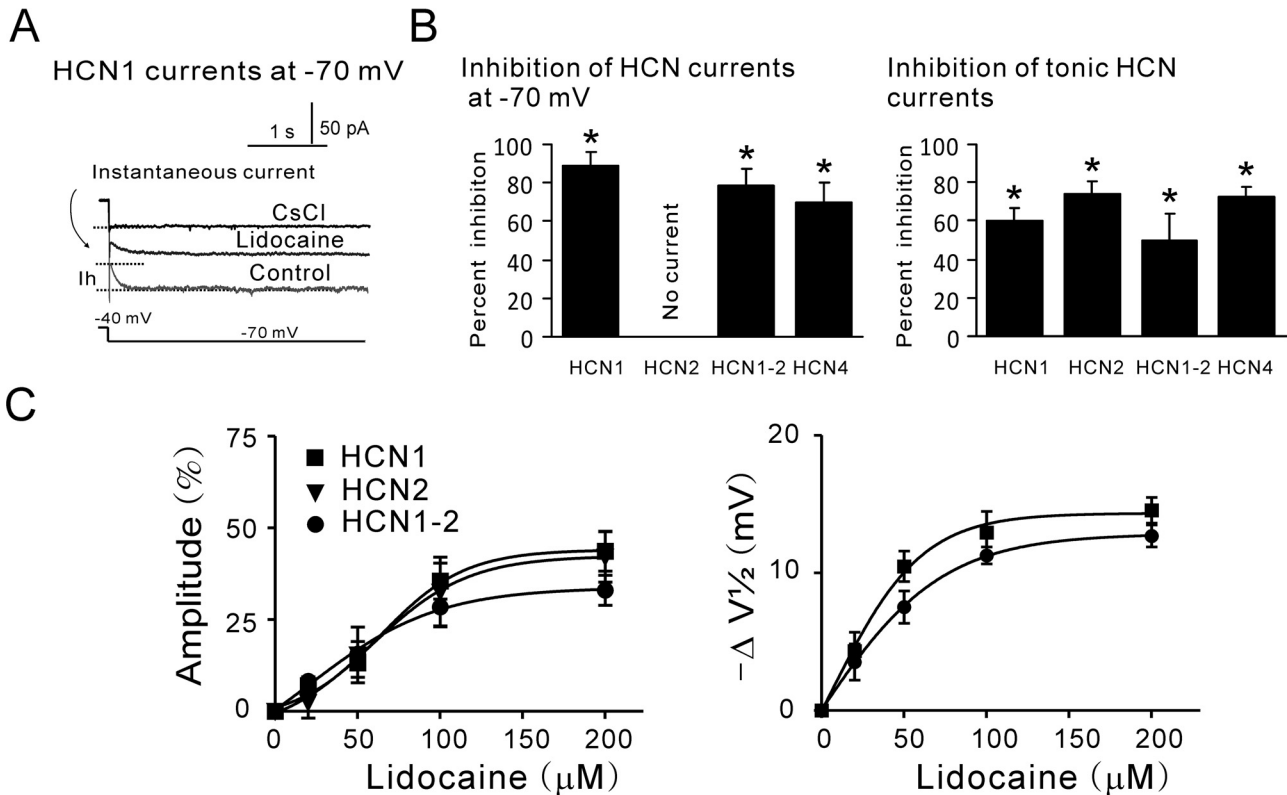 A
HCN1 currents at -70 mV
1 s
50 pA
Instantaneous current
CsCl
Lidocaine
Ih
Control
-40 mV
-70 mV
B
Inhibition of HCN currents
at -70 mV
Percent inhibiton
100
80
60
40
20
0
No current
HCN1
HCN2
HCN1-2
HCN4
Inhibition of tonic HCN
currents
Percent inhibition
100
80
60
40
20
0
HCN1
HCN2
HCN1-2
HCN4
*
*
*
*
*
*
*
C
Amplitude (%)
75
50
25
0
HCN1
HCN2
HCN1-2
0
50
100
150
200
Lidocaine (μM)
−Δ V½ (mV)
20
10
0
0
50
100
150
200
Lidocaine (μM)